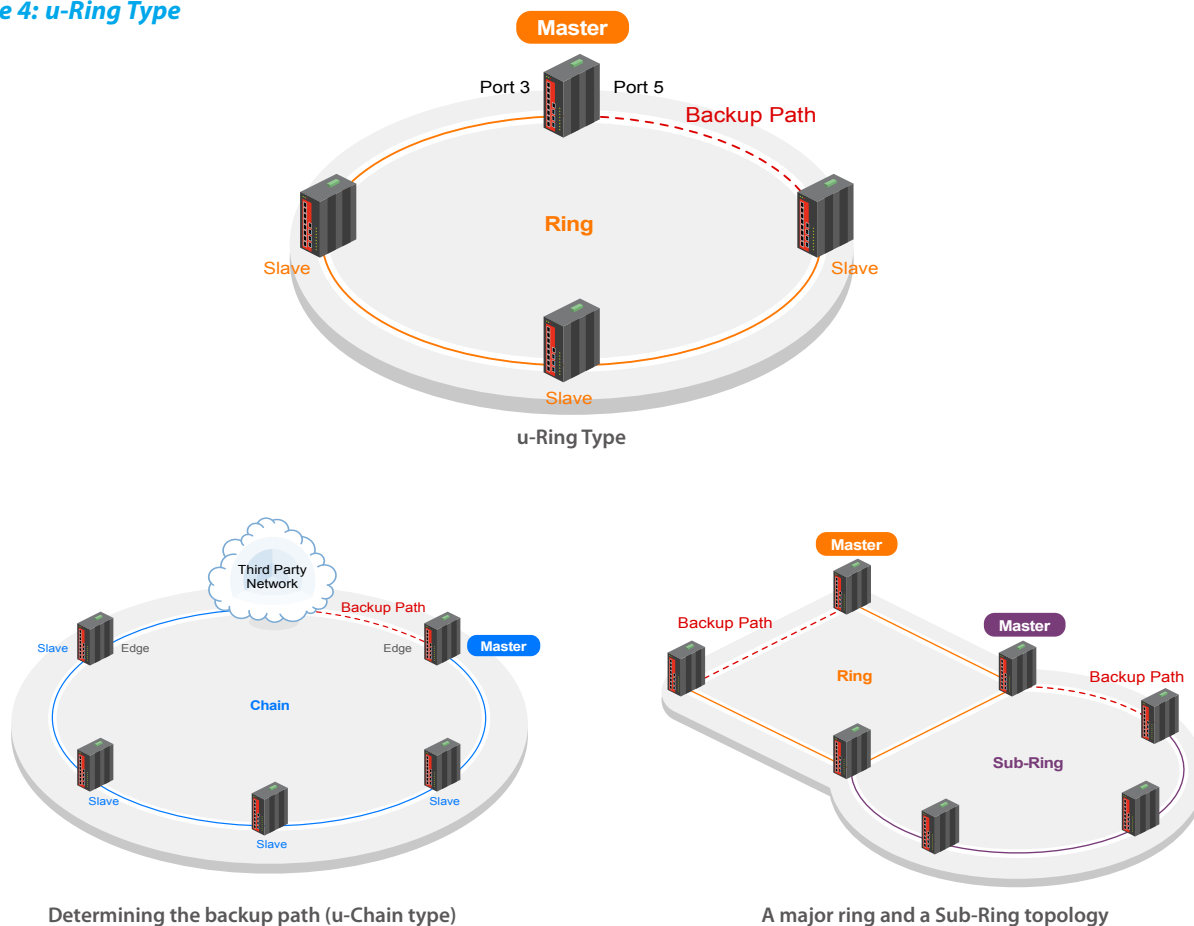 e 4: u-Ring Type
Master
Port 3
Port 5
Backup Path
Ring
Slave
Slave
Slave
u-Ring Type
Third Party
Network
Backup Path
Slave
Edge
Edge
Master
Chain
Slave
Slave
Slave
Determining the backup path (u-Chain type)
Master
Backup Path
Master
Ring
Backup Path
Sub-Ring
A major ring and a Sub-Ring topology